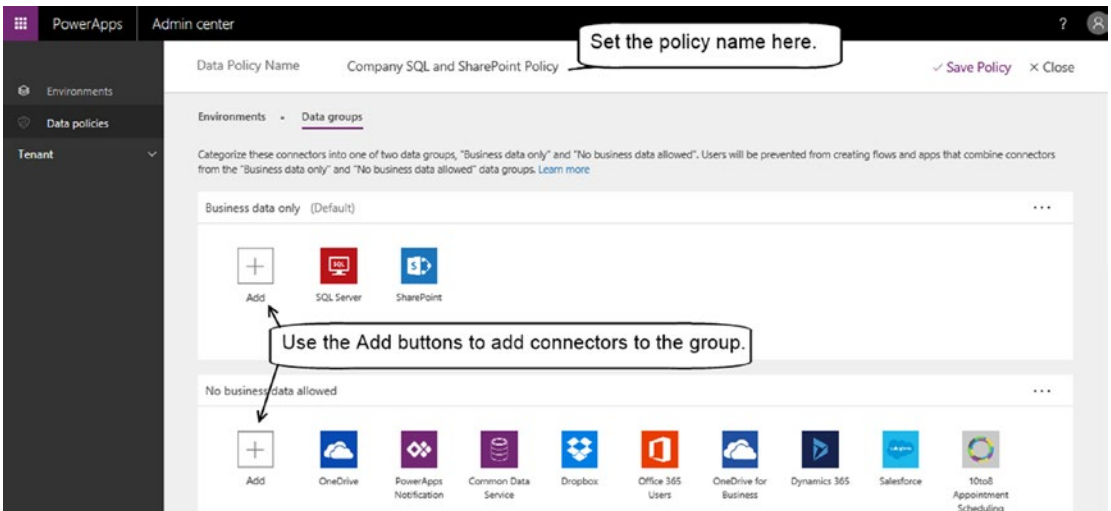 PowerApps Admin center ?
Set the policy name here.
Data Policy Name Company SQL and SharePoint Policy ✓ Save Policy × Close
Environments
Data policies
Tenant
Environments • Data groups
Categorize these connectors into one of two data groups, "Business data only" and "No business data allowed". Users will be prevented from creating flows and apps that combine connectors
from the "Business data only" and "No business data allowed" data groups. Learn more
Business data only (Default) ...
SQL
S
Add SQL Server SharePoint
Use the Add buttons to add connectors to the group.
No business data allowed ...
salesforce
Add OneDrive PowerApps Notification Common Data Service Dropbox Office 365 Users OneDrive for Business Dynamics 365 Salesforce 10to8 Appointment Scheduling